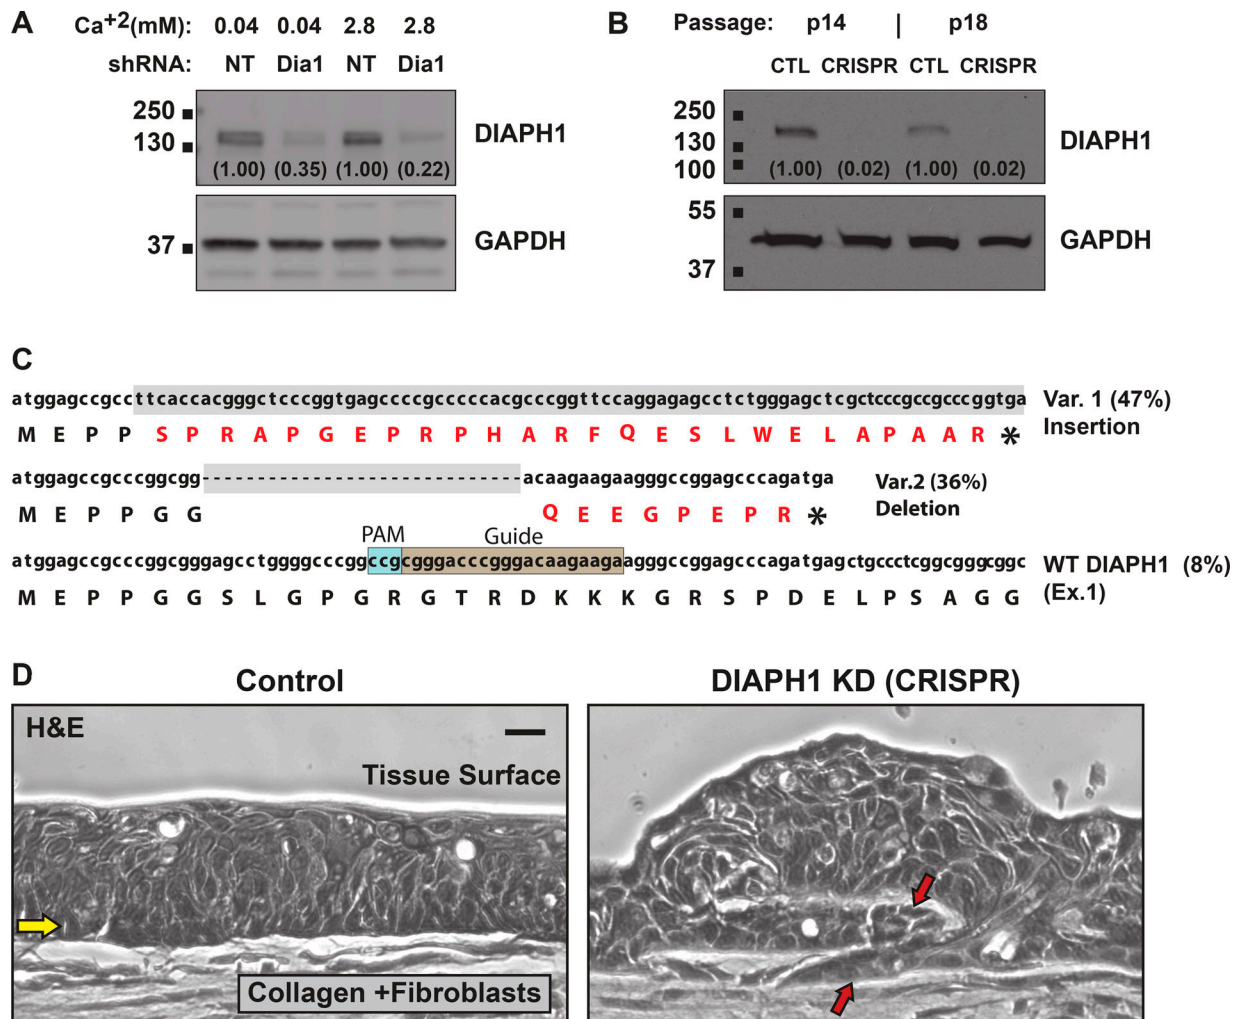 A
Ca+2(mM): 0.04 0.04 2.8 2.8
shRNA: NT Dia1 NT Dia1
250
130
DIAPH1
(1.00) (0.35) (1.00) (0.22)
37
GAPDH
B
Passage: p14 | p18
CTL CRISPR CTL CRISPR
250
130
100
DIAPH1
(1.00) (0.02) (1.00) (0.02)
55
37
GAPDH
C
atggagccgccttcaccacgggctcccggtgagccccgcccccacgcccggttccaggagagcctctgggagctcgctcccgccgcccggtga Var. 1 (47%)
M E P P S P R A P G E P R P H A R F Q E S L W E L A P A A R * Insertion
atggagccgcccggcgg-----------------------------acaagaagaagggccggagcccagatga Var.2 (36%)
M E P P G G Q E E G P E P R * Deletion
PAM Guide
atggagccgcccggcgggagcctggggcccggccgcgggacccgggacaagaagaagggccggagcccagatgagctgccctcggcgggcggc WT DIAPH1 (8%)
M E P P G G S L G P G R G T R D K K K G R S P D E L P S A G G (Ex.1)
D
Control
H&E
Tissue Surface
Collagen +Fibroblasts
DIAPH1 KD (CRISPR)